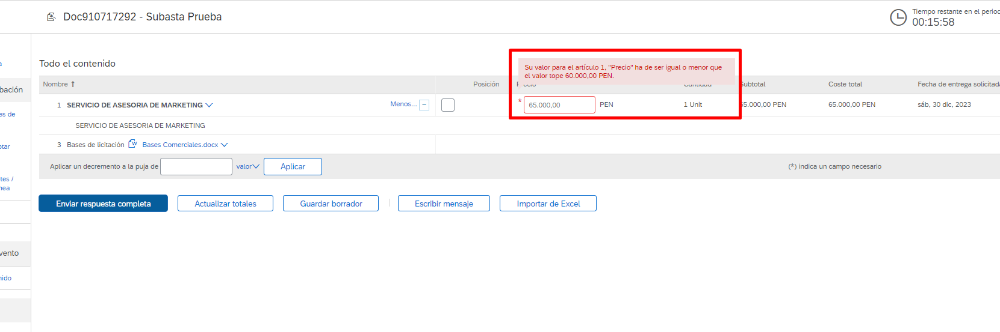 Doc910717292 - Subasta Prueba
Tiempo restante en el perioc
00:15:58
a
bación
es de
otar
tes /
nea
vento
nido
Todo el contenido
Su valor para el artículo 1, "Precio" ha de ser igual o menor que
el valor tope 60.000,00 PEN.
Nombre ↑ Posición Precio Cantidad Subtotal Coste total Fecha de entrega solicitada
1 SERVICIO DE ASESORIA DE MARKETING Menos... − * 65.000,00 PEN 1 Unit 65.000,00 PEN 65.000,00 PEN sáb, 30 dic, 2023
SERVICIO DE ASESORIA DE MARKETING
3 Bases de licitación W Bases Comerciales.docx
Aplicar un decremento a la puja de valor Aplicar (*) indica un campo necesario
Enviar respuesta completa Actualizar totales Guardar borrador Escribir mensaje Importar de Excel